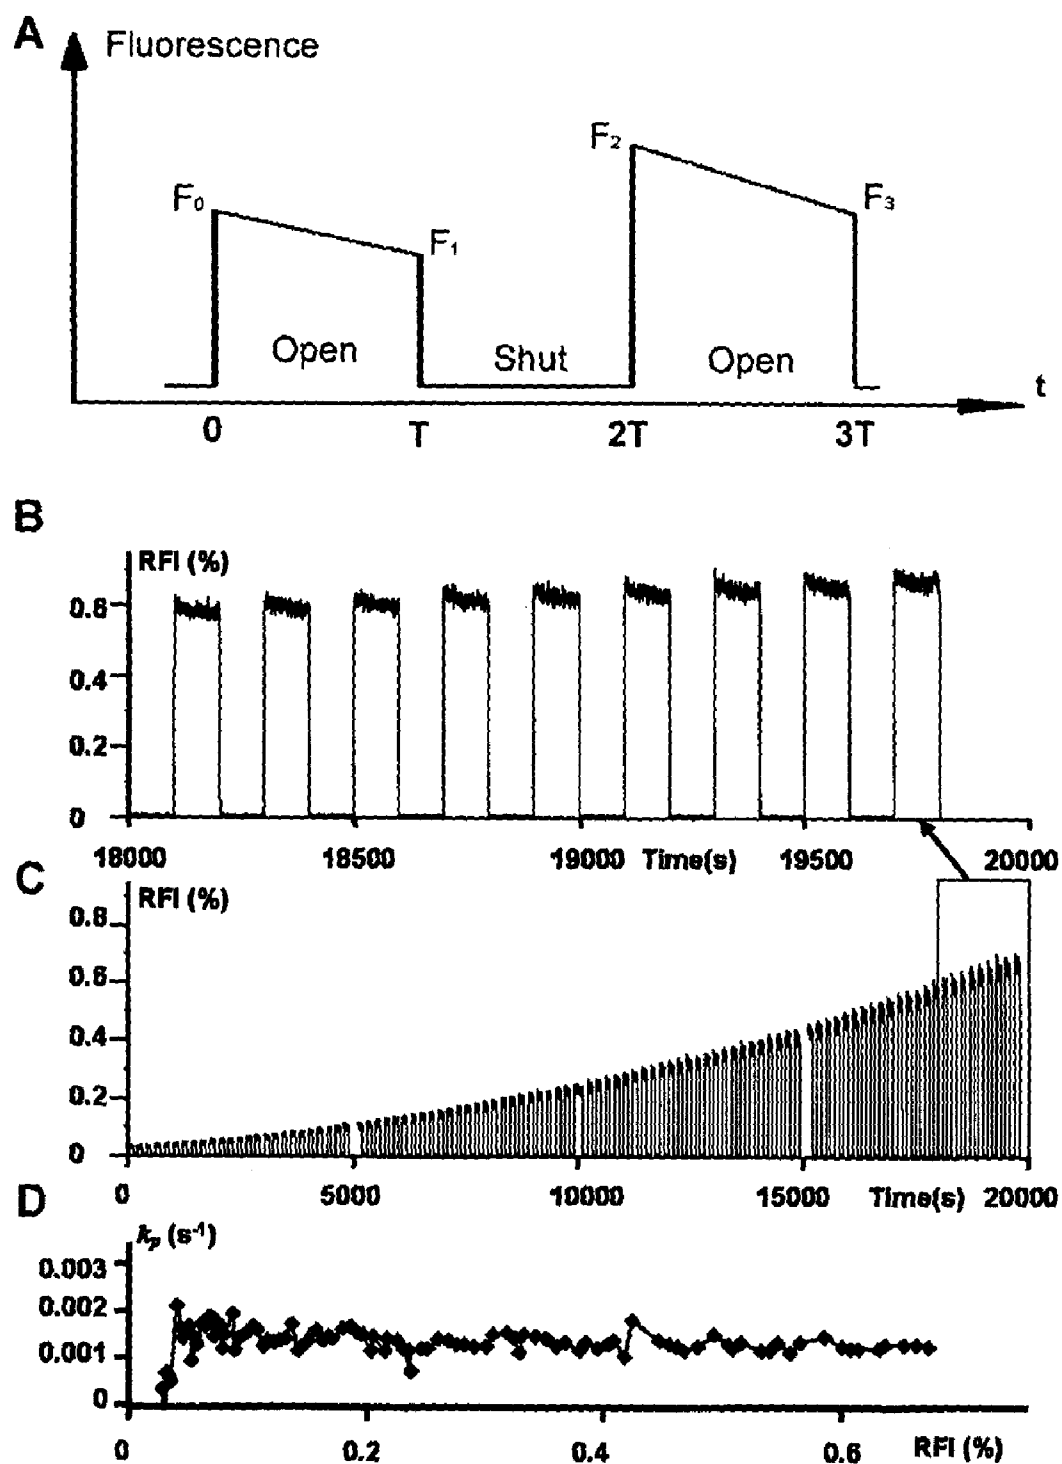 A
Fluorescence
F₀
F₁
F₂
F₃
Open
Shut
Open
t
0
T
2T
3T
B
RFI (%)
0.6
0.4
0.2
0
18000
18500
19000
Time(s)
19500
20000
C
RFI (%)
0.8
0.6
0.4
0.2
0
0
5000
10000
15000
Time(s)
20000
D
kₚ (s⁻¹)
0.003
0.002
0.001
0
0
0.2
0.4
0.6
RFI (%)